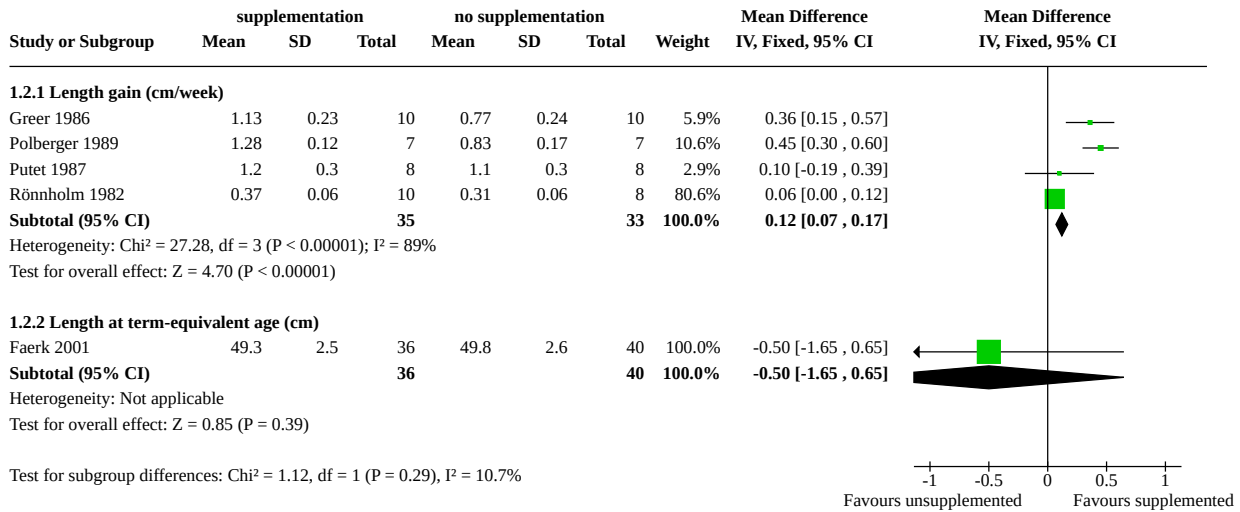 supplementation no supplementation Mean Difference Mean Difference
Study or Subgroup Mean SD Total Mean SD Total Weight IV, Fixed, 95% CI IV, Fixed, 95% CI
1.2.1 Length gain (cm/week)
Greer 1986 1.13 0.23 10 0.77 0.24 10 5.9% 0.36 [0.15 , 0.57]
Polberger 1989 1.28 0.12 7 0.83 0.17 7 10.6% 0.45 [0.30 , 0.60]
Putet 1987 1.2 0.3 8 1.1 0.3 8 2.9% 0.10 [-0.19 , 0.39]
Rönnholm 1982 0.37 0.06 10 0.31 0.06 8 80.6% 0.06 [0.00 , 0.12]
Subtotal (95% CI) 35 33 100.0% 0.12 [0.07 , 0.17]
Heterogeneity: Chi² = 27.28, df = 3 (P < 0.00001); I² = 89%
Test for overall effect: Z = 4.70 (P < 0.00001)
1.2.2 Length at term-equivalent age (cm)
Faerk 2001 49.3 2.5 36 49.8 2.6 40 100.0% -0.50 [-1.65 , 0.65]
Subtotal (95% CI) 36 40 100.0% -0.50 [-1.65 , 0.65]
Heterogeneity: Not applicable
Test for overall effect: Z = 0.85 (P = 0.39)
Test for subgroup differences: Chi² = 1.12, df = 1 (P = 0.29), I² = 10.7%
-1 -0.5 0 0.5 1
Favours unsupplemented Favours supplemented